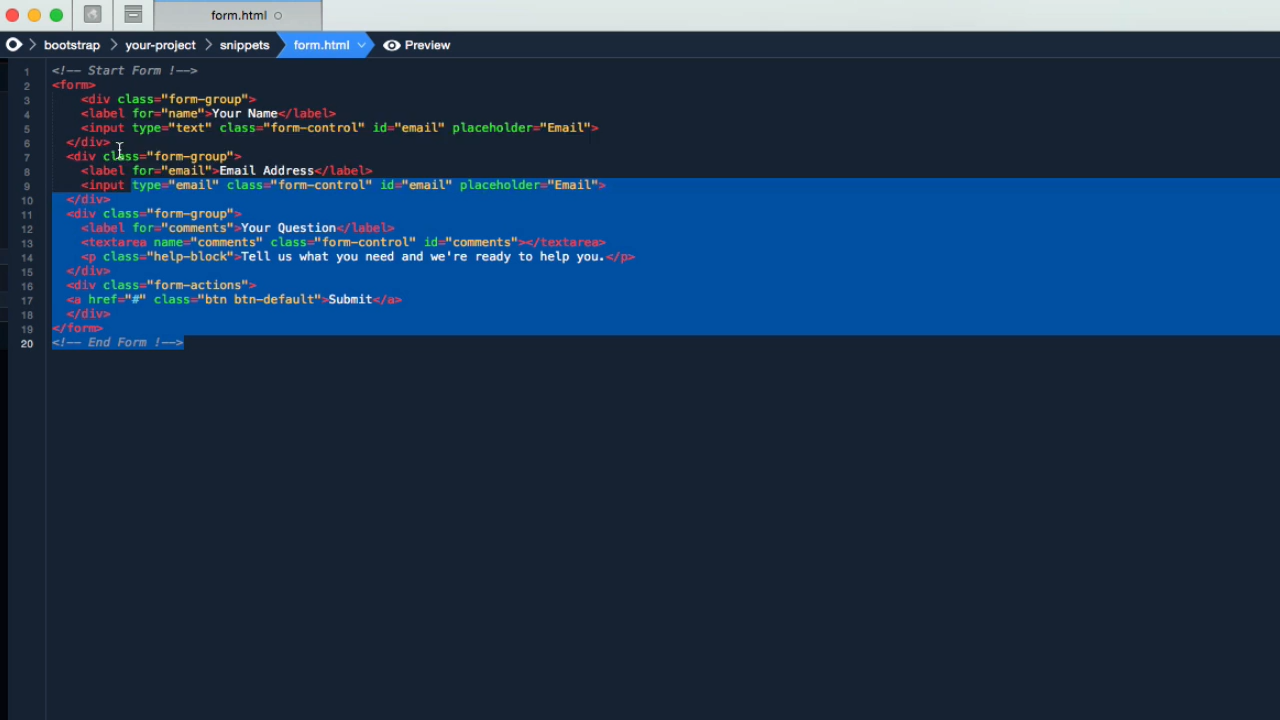 form.html
bootstrap your-project snippets form.html Preview
1 <!-- Start Form !-->
2 <form>
3 <div class="form-group">
4 <label for="name">Your Name</label>
5 <input type="text" class="form-control" id="email" placeholder="Email">
6 </div>
7 <div class="form-group">
8 <label for="email">Email Address</label>
9 <input type="email" class="form-control" id="email" placeholder="Email">
10 </div>
11 <div class="form-group">
12 <label for="comments">Your Question</label>
13 <textarea name="comments" class="form-control" id="comments"></textarea>
14 <p class="help-block">Tell us what you need and we're ready to help you.</p>
15 </div>
16 <div class="form-actions">
17 <a href="#" class="btn btn-default">Submit</a>
18 </div>
19 </form>
20 <!-- End Form !-->